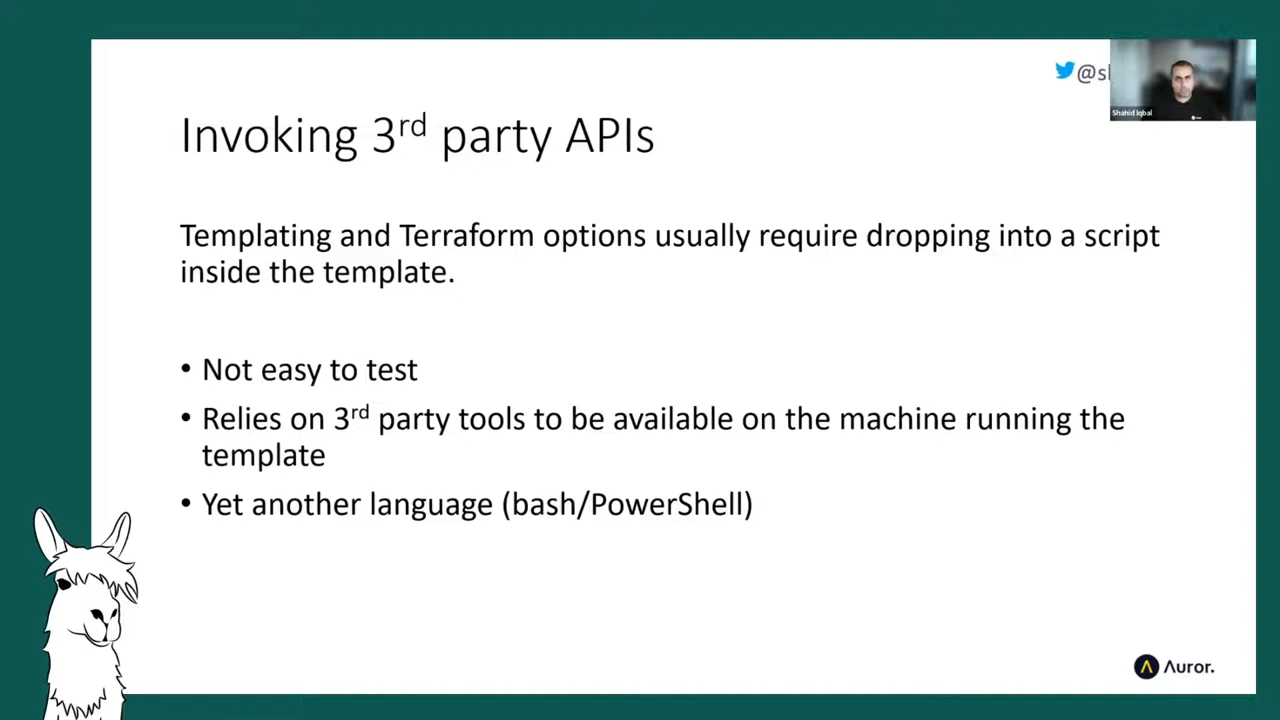 @s
Shahid Iqbal
Invoking 3rd party APIs
Templating and Terraform options usually require dropping into a script
inside the template.
• Not easy to test
• Relies on 3rd party tools to be available on the machine running the
template
• Yet another language (bash/PowerShell)
Auror.